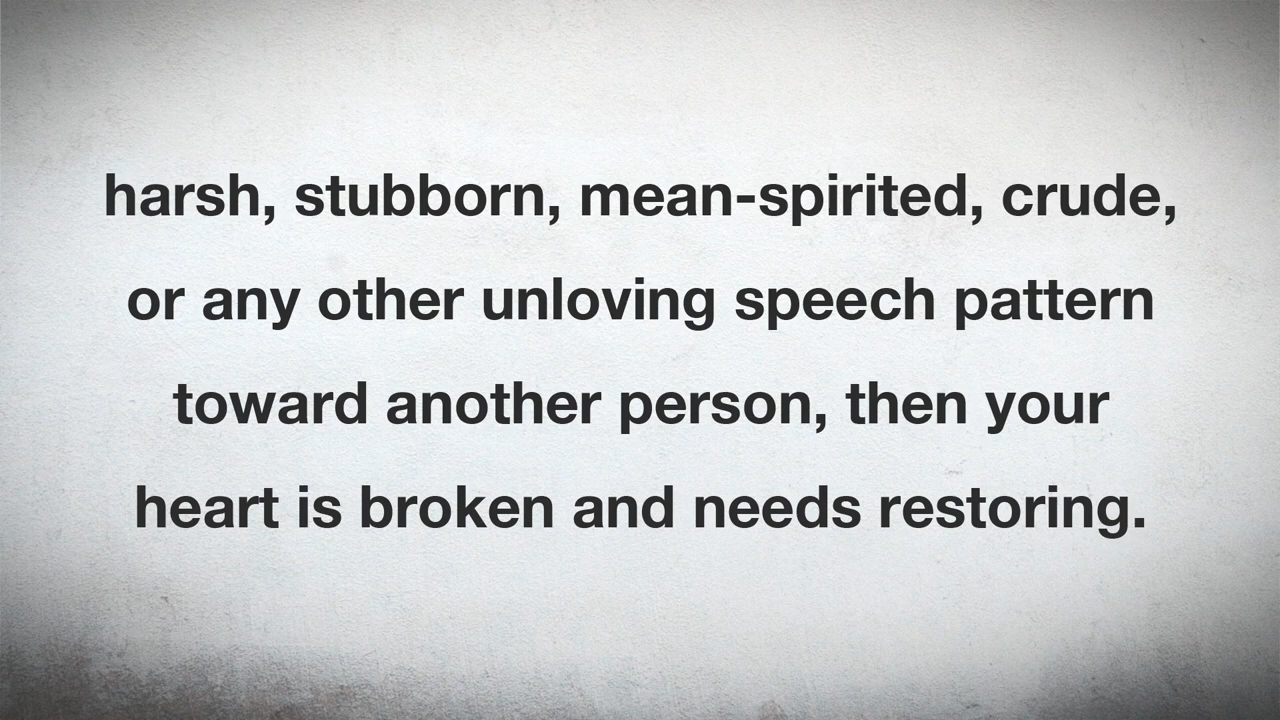 harsh, stubborn, mean-spirited, crude,
or any other unloving speech pattern
toward another person, then your
heart is broken and needs restoring.